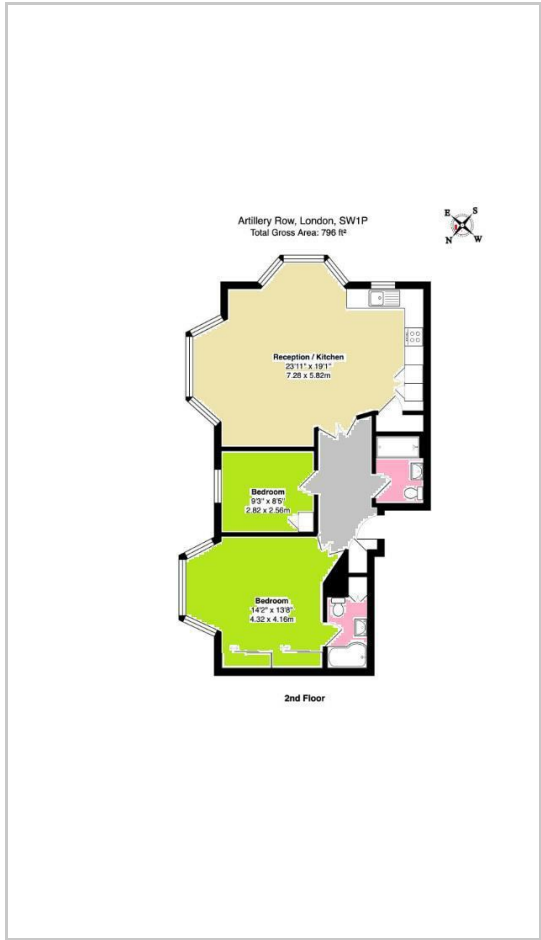 Artillery Row, London, SW1P
Total Gross Area: 796 ft²
E S
N W
Reception / Kitchen
23'11" x 19'1"
7.28 x 5.82m
Bedroom
9'3" x 8'5"
2.82 x 2.56m
Bedroom
14'2" x 13'8"
4.32 x 4.16m
2nd Floor